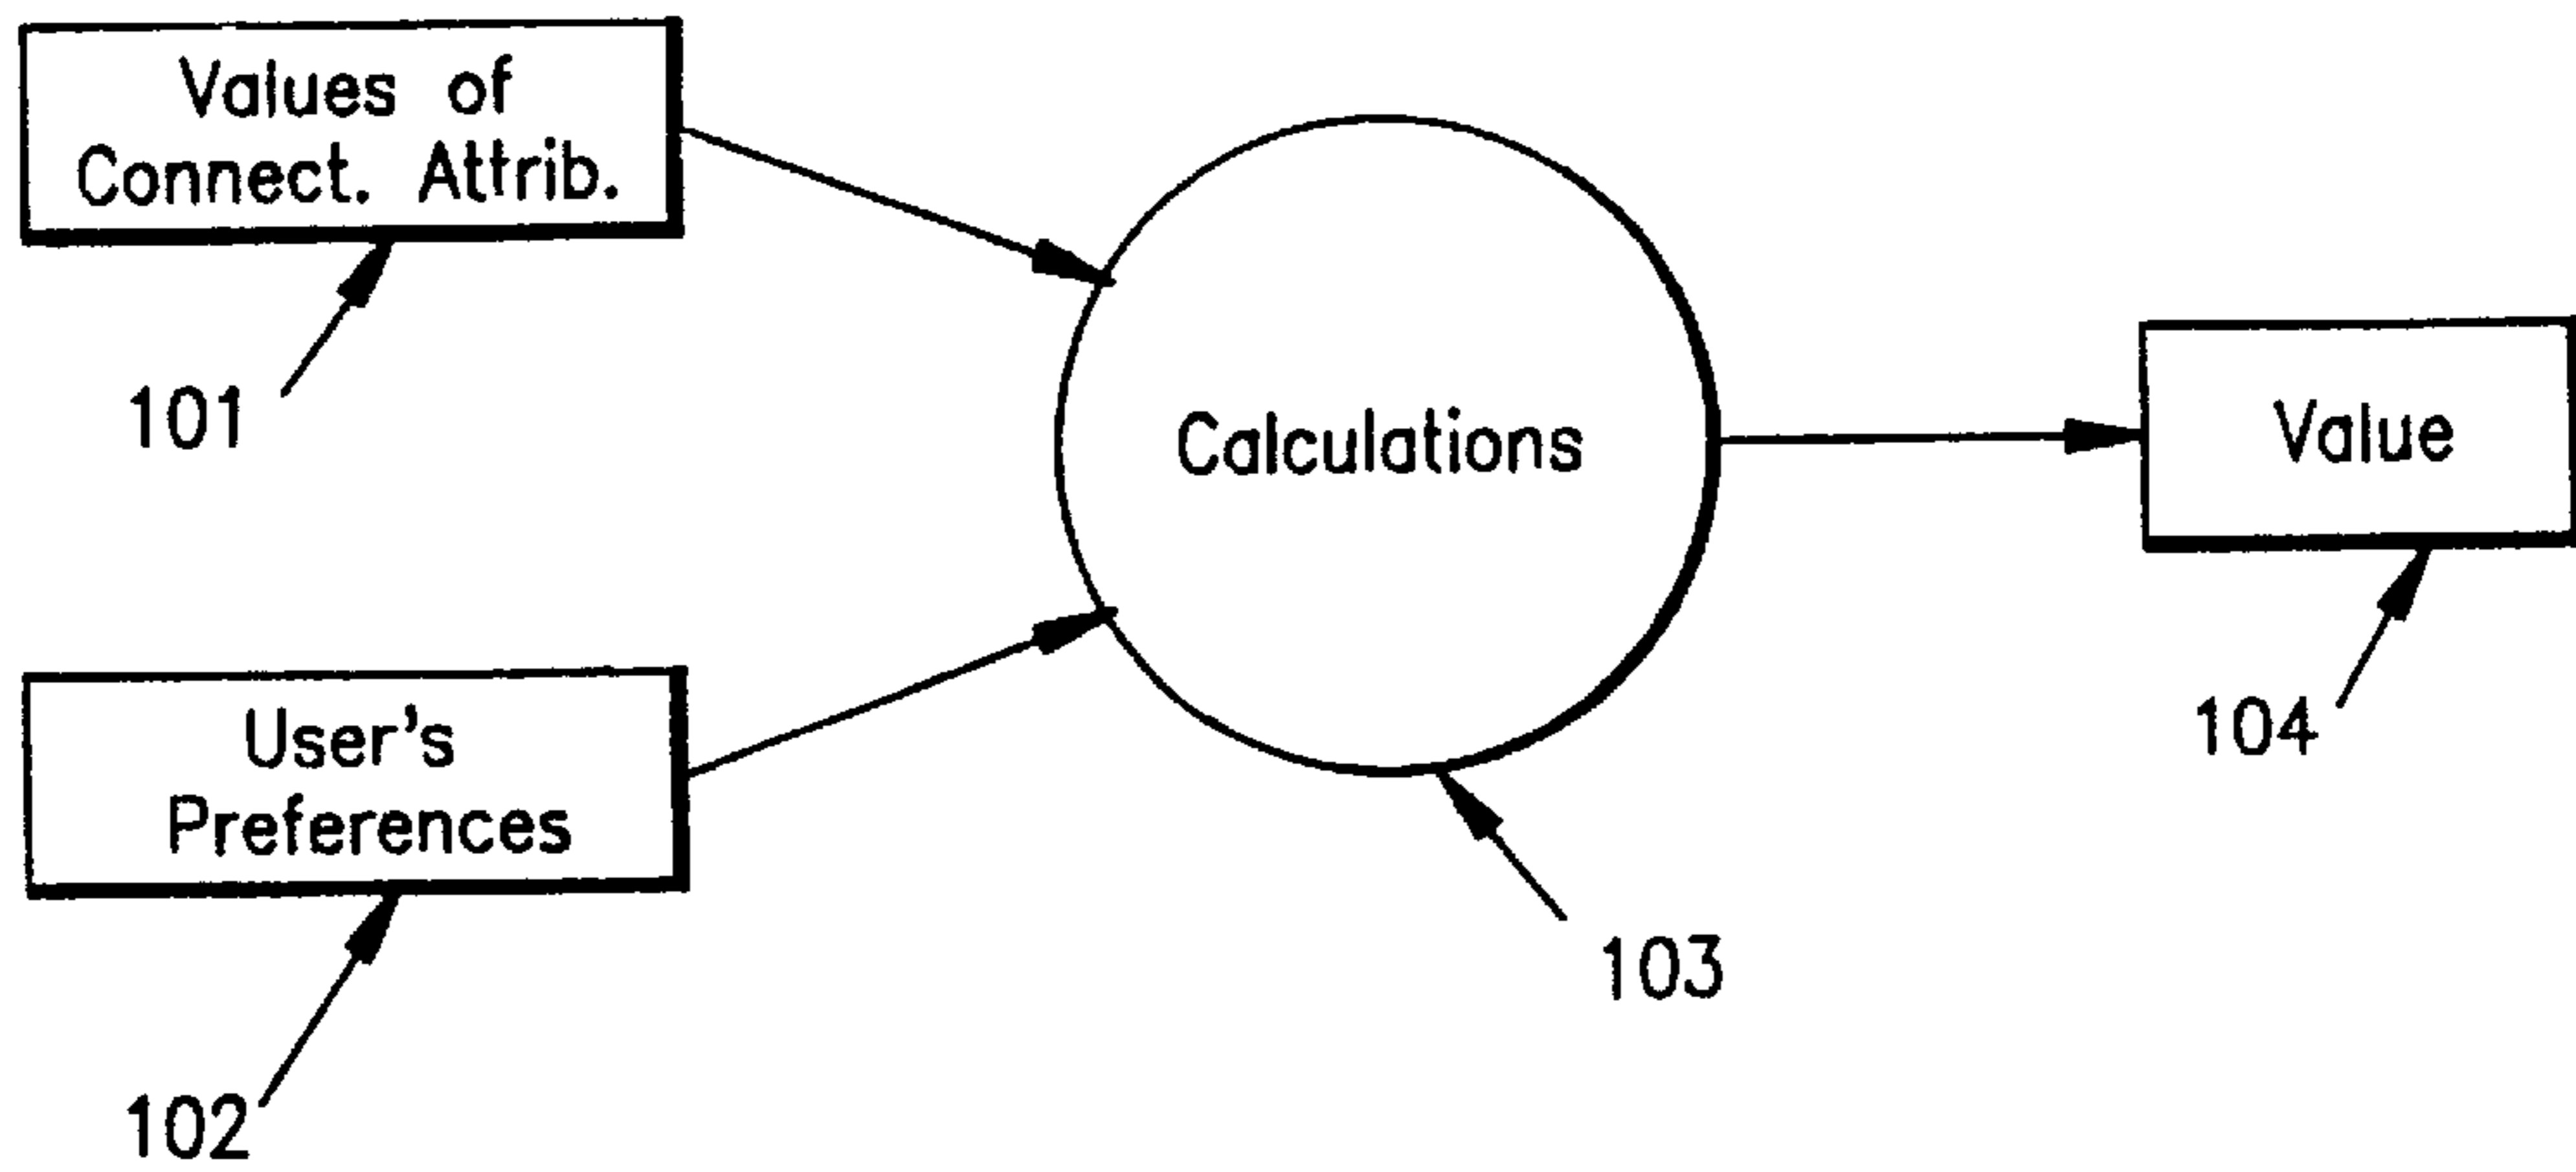 Values of
Connect. Attrib.
101
Calculations
Value
104
User's
Preferences
103
102